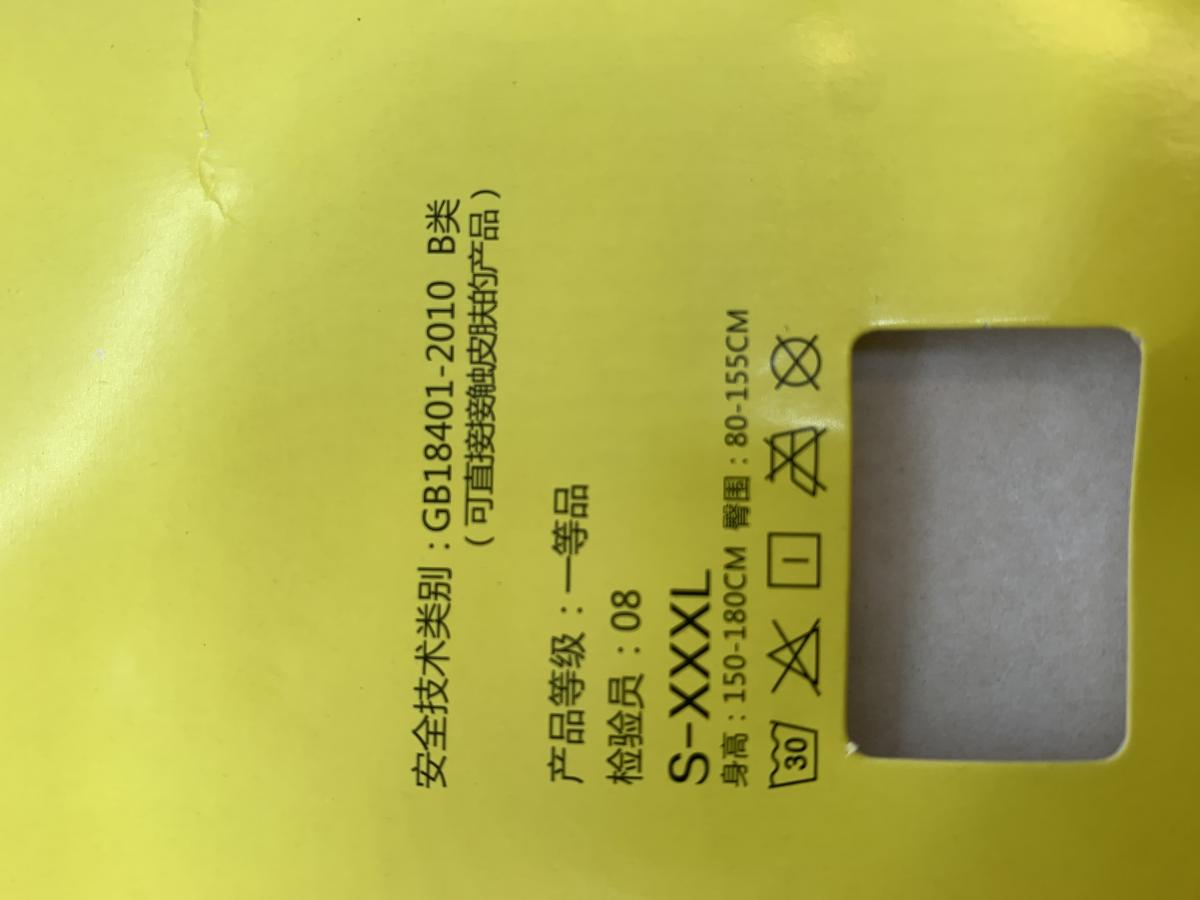 安全技术类别：GB18401-2010 B类
（可直接接触皮肤的产品）
产品等级：一等品
检验员：08
S-XXXL
身高：150-180CM 臀围：80-155CM
30